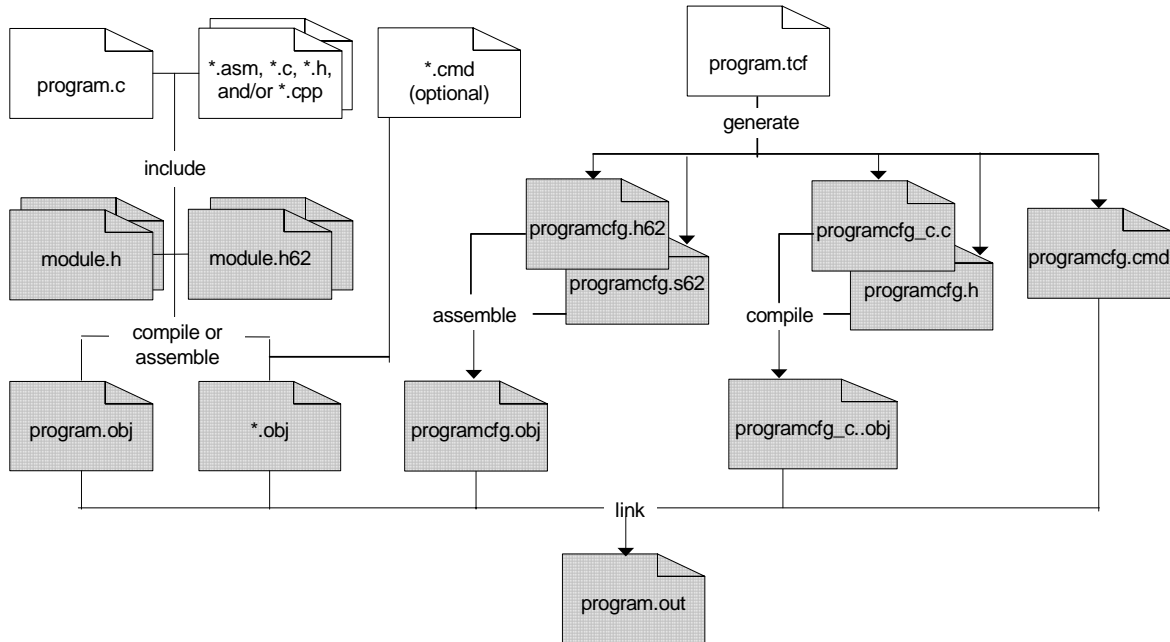 program.c
*.asm, *.c, *.h,
and/or *.cpp
*.cmd
(optional)
program.tcf
generate
include
module.h
module.h62
programcfg.h62
programcfg.s62
programcfg_c.c
programcfg.h
programcfg.cmd
compile or
assemble
assemble
compile
program.obj
*.obj
programcfg.obj
programcfg_c..obj
link
program.out